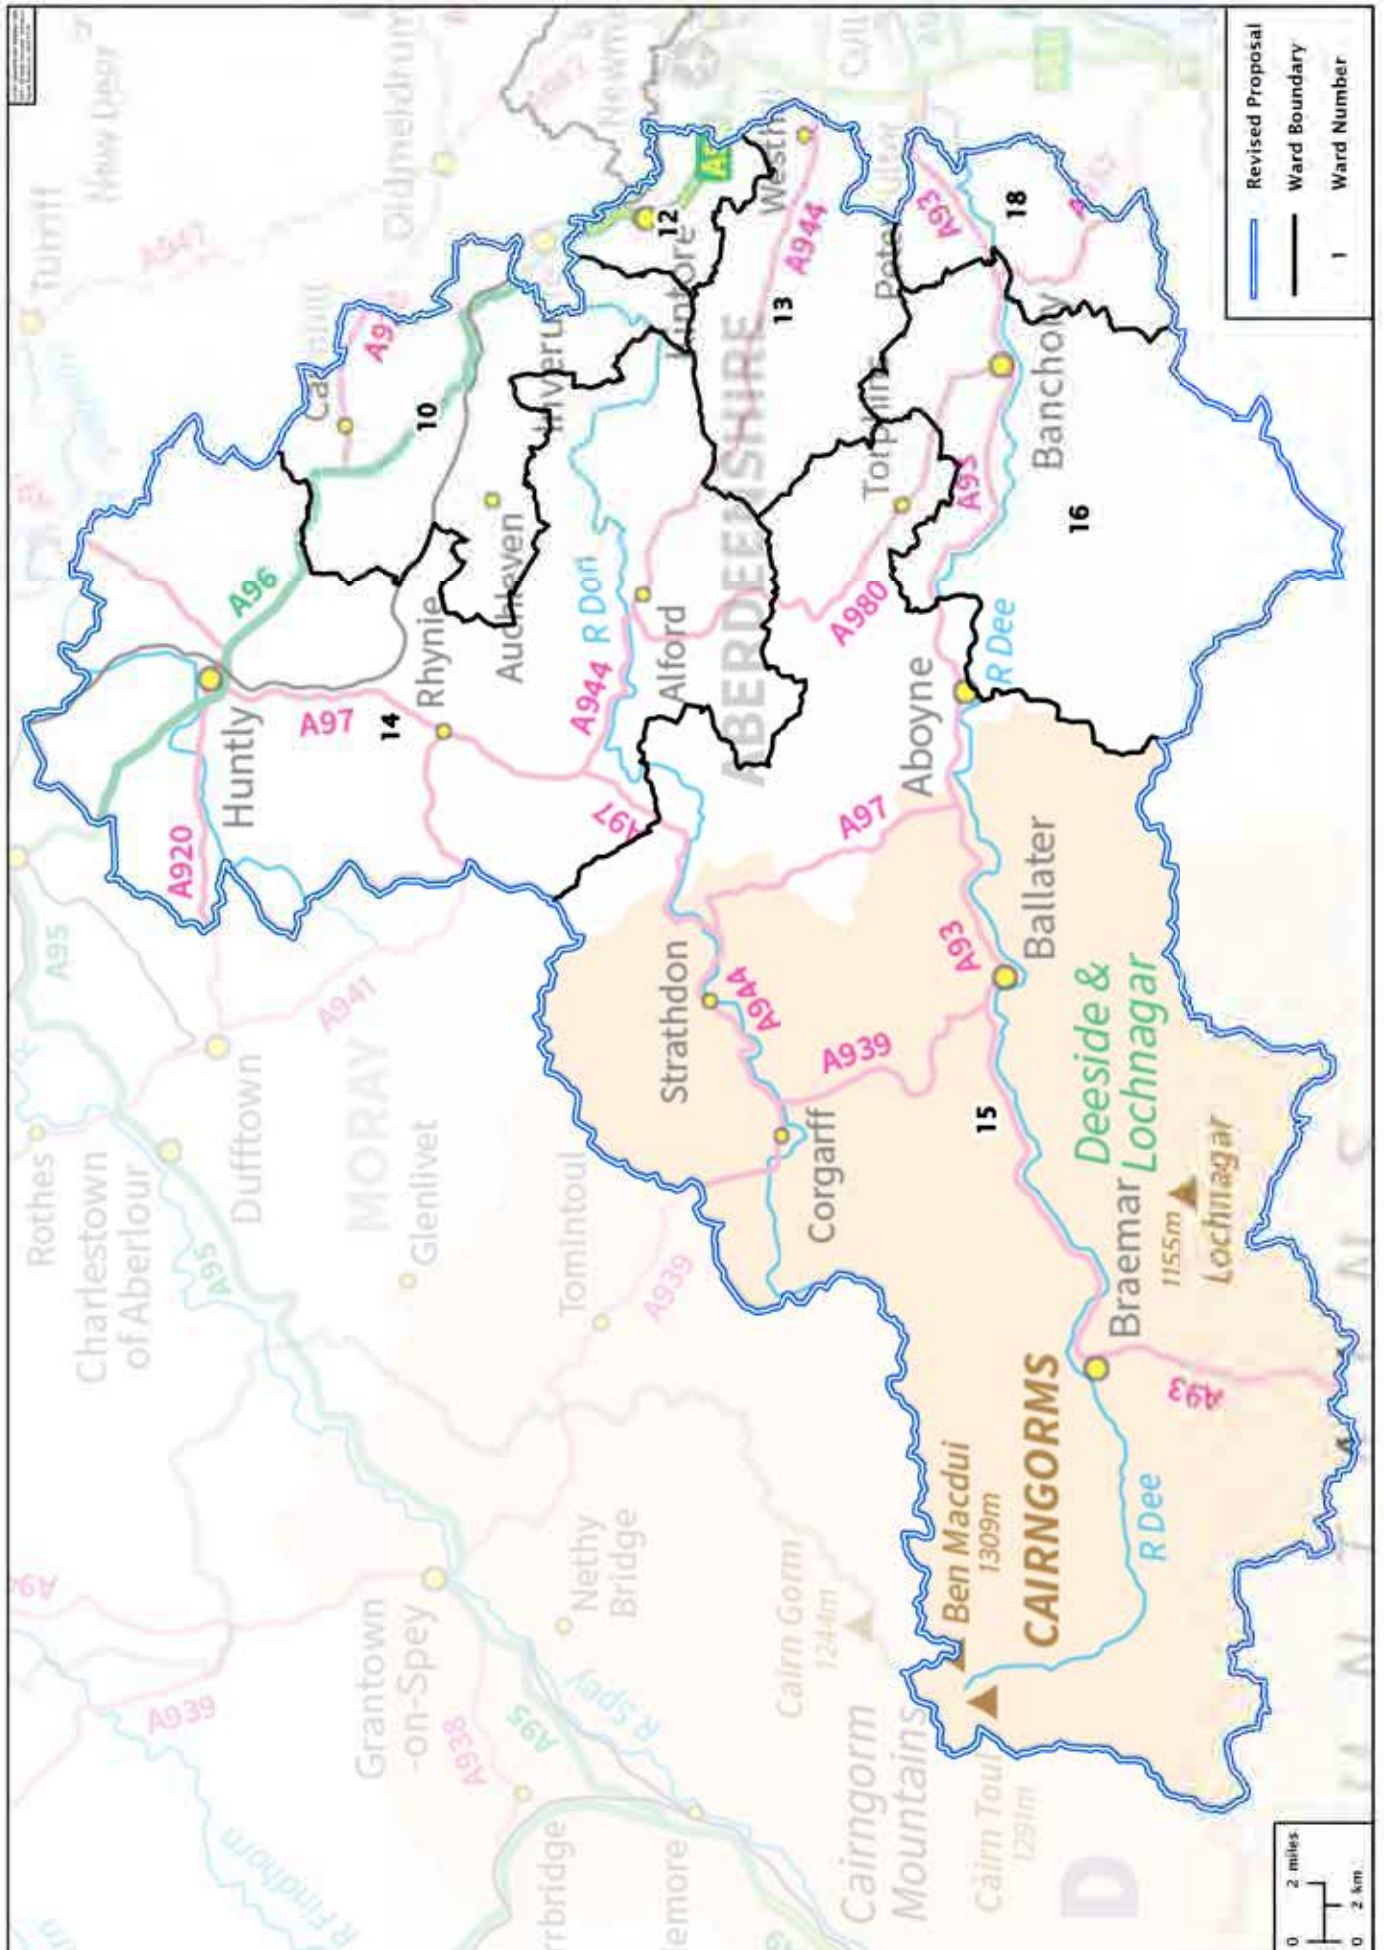 Revised Proposal
Ward Boundary
1 Ward Number
Turriff
A947
Oldmeldrum
A96
A920
A97
Huntly
14
Rhynie
10
Auchleven
A944
R Don
Alford
ABERDEENSHIRE
Kintore
12
13
A944
A980
Torphins
A93
18
Banchory
A93
16
Aboyne
R Dee
A97
A97
Strathdon
A944
A939
A93
Ballater
Corgarff
15
Deeside &
Lochnagar
Braemar
1155m
Lochnagar
A93
CAIRNGORMS
Ben Macdui
1309m
R Dee
A95
A941
Rothes
Charlestown
of Aberlour
Dufftown
MORAY
Glenlivet
A95
Tomintoul
A939
Grantown
-on-Spey
Nethy
Bridge
A939
A938
A95
R Spey
R Findhorn
rrbridge
lemore
Cairn Gorm
1244m
Cairngorm
Mountains
Cairn Toul
1291m
D
0 2 miles
0 2 km